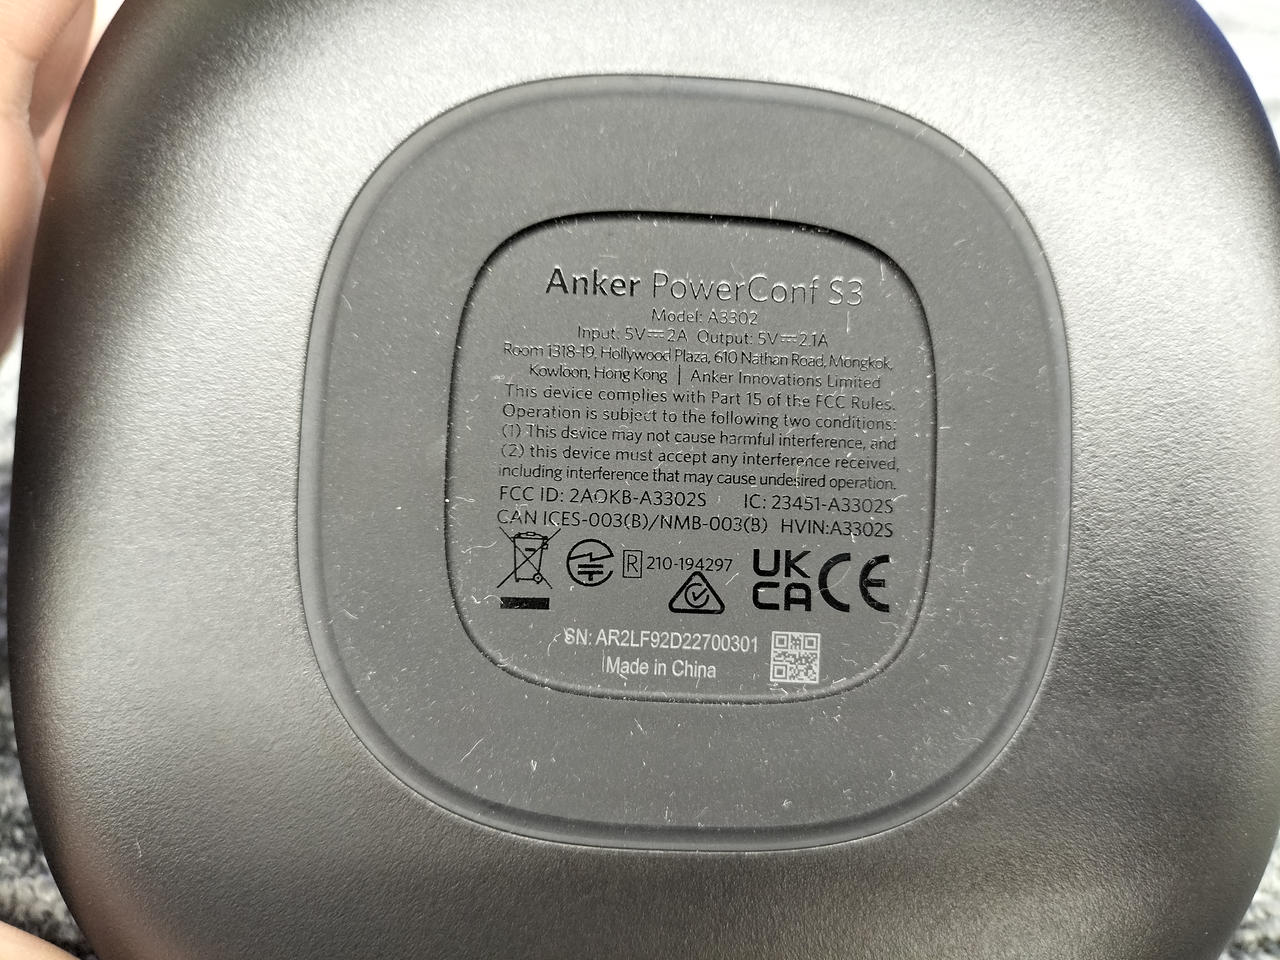 Anker PowerConf S3
Model: A3302
Input: 5V⎓2A Output: 5V⎓2.1A
Room 1318-19, Hollywood Plaza, 610 Nathan Road, Mongkok,
Kowloon, Hong Kong | Anker Innovations Limited
This device complies with Part 15 of the FCC Rules.
Operation is subject to the following two conditions:
(1) This device may not cause harmful interference, and
(2) this device must accept any interference received,
including interference that may cause undesired operation.
FCC ID: 2AOKB-A3302S IC: 23451-A3302S
CAN ICES-003(B)/NMB-003(B) HVIN:A3302S
R 210-194297 UKCA CE
SN: AR2LF92D22700301
Made in China